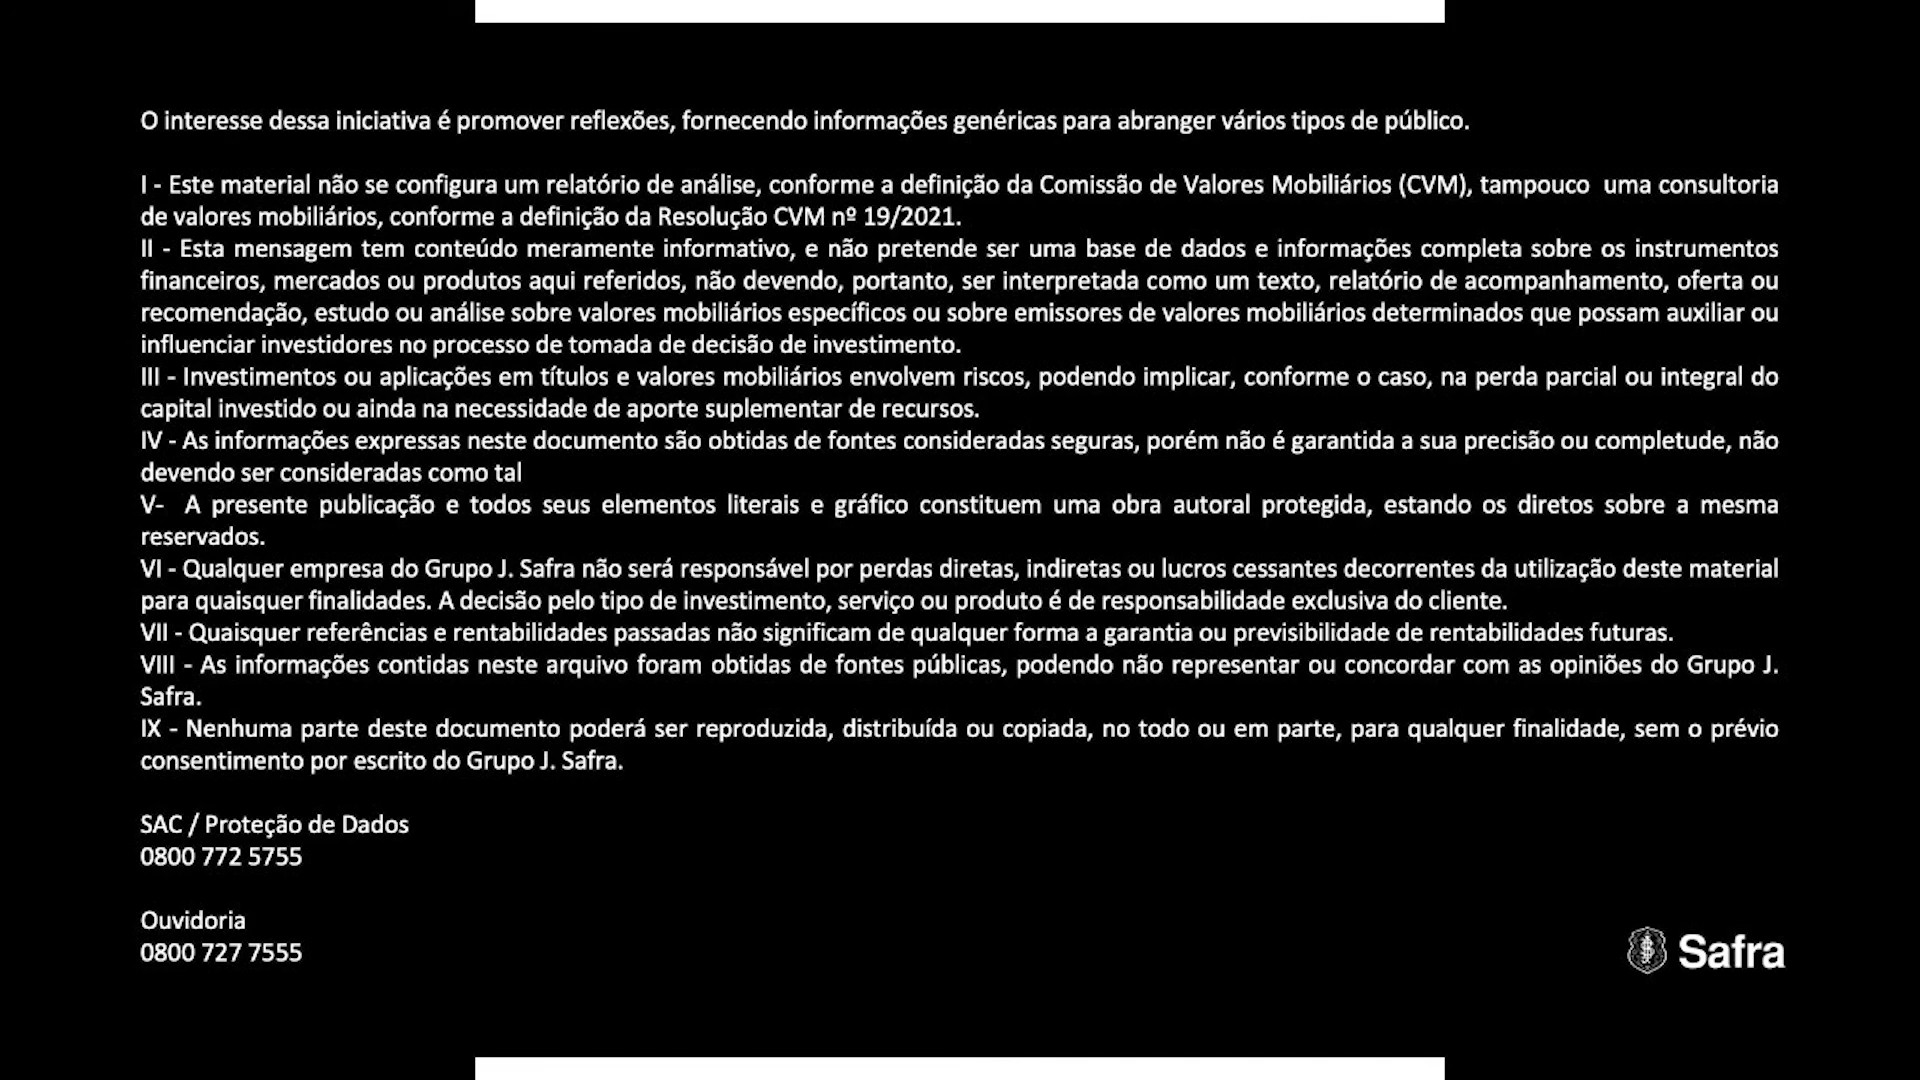 O interesse dessa iniciativa é promover reflexões, fornecendo informações genéricas para abranger vários tipos de público.
I - Este material não se configura um relatório de análise, conforme a definição da Comissão de Valores Mobiliários (CVM), tampouco uma consultoria
de valores mobiliários, conforme a definição da Resolução CVM nº 19/2021.
II - Esta mensagem tem conteúdo meramente informativo, e não pretende ser uma base de dados e informações completa sobre os instrumentos
financeiros, mercados ou produtos aqui referidos, não devendo, portanto, ser interpretada como um texto, relatório de acompanhamento, oferta ou
recomendação, estudo ou análise sobre valores mobiliários específicos ou sobre emissores de valores mobiliários determinados que possam auxiliar ou
influenciar investidores no processo de tomada de decisão de investimento.
III - Investimentos ou aplicações em títulos e valores mobiliários envolvem riscos, podendo implicar, conforme o caso, na perda parcial ou integral do
capital investido ou ainda na necessidade de aporte suplementar de recursos.
IV - As informações expressas neste documento são obtidas de fontes consideradas seguras, porém não é garantida a sua precisão ou completude, não
devendo ser consideradas como tal
V- A presente publicação e todos seus elementos literais e gráfico constituem uma obra autoral protegida, estando os diretos sobre a mesma
reservados.
VI - Qualquer empresa do Grupo J. Safra não será responsável por perdas diretas, indiretas ou lucros cessantes decorrentes da utilização deste material
para quaisquer finalidades. A decisão pelo tipo de investimento, serviço ou produto é de responsabilidade exclusiva do cliente.
VII - Quaisquer referências e rentabilidades passadas não significam de qualquer forma a garantia ou previsibilidade de rentabilidades futuras.
VIII - As informações contidas neste arquivo foram obtidas de fontes públicas, podendo não representar ou concordar com as opiniões do Grupo J.
Safra.
IX - Nenhuma parte deste documento poderá ser reproduzida, distribuída ou copiada, no todo ou em parte, para qualquer finalidade, sem o prévio
consentimento por escrito do Grupo J. Safra.
SAC / Proteção de Dados
0800 772 5755
Ouvidoria
0800 727 7555
Safra